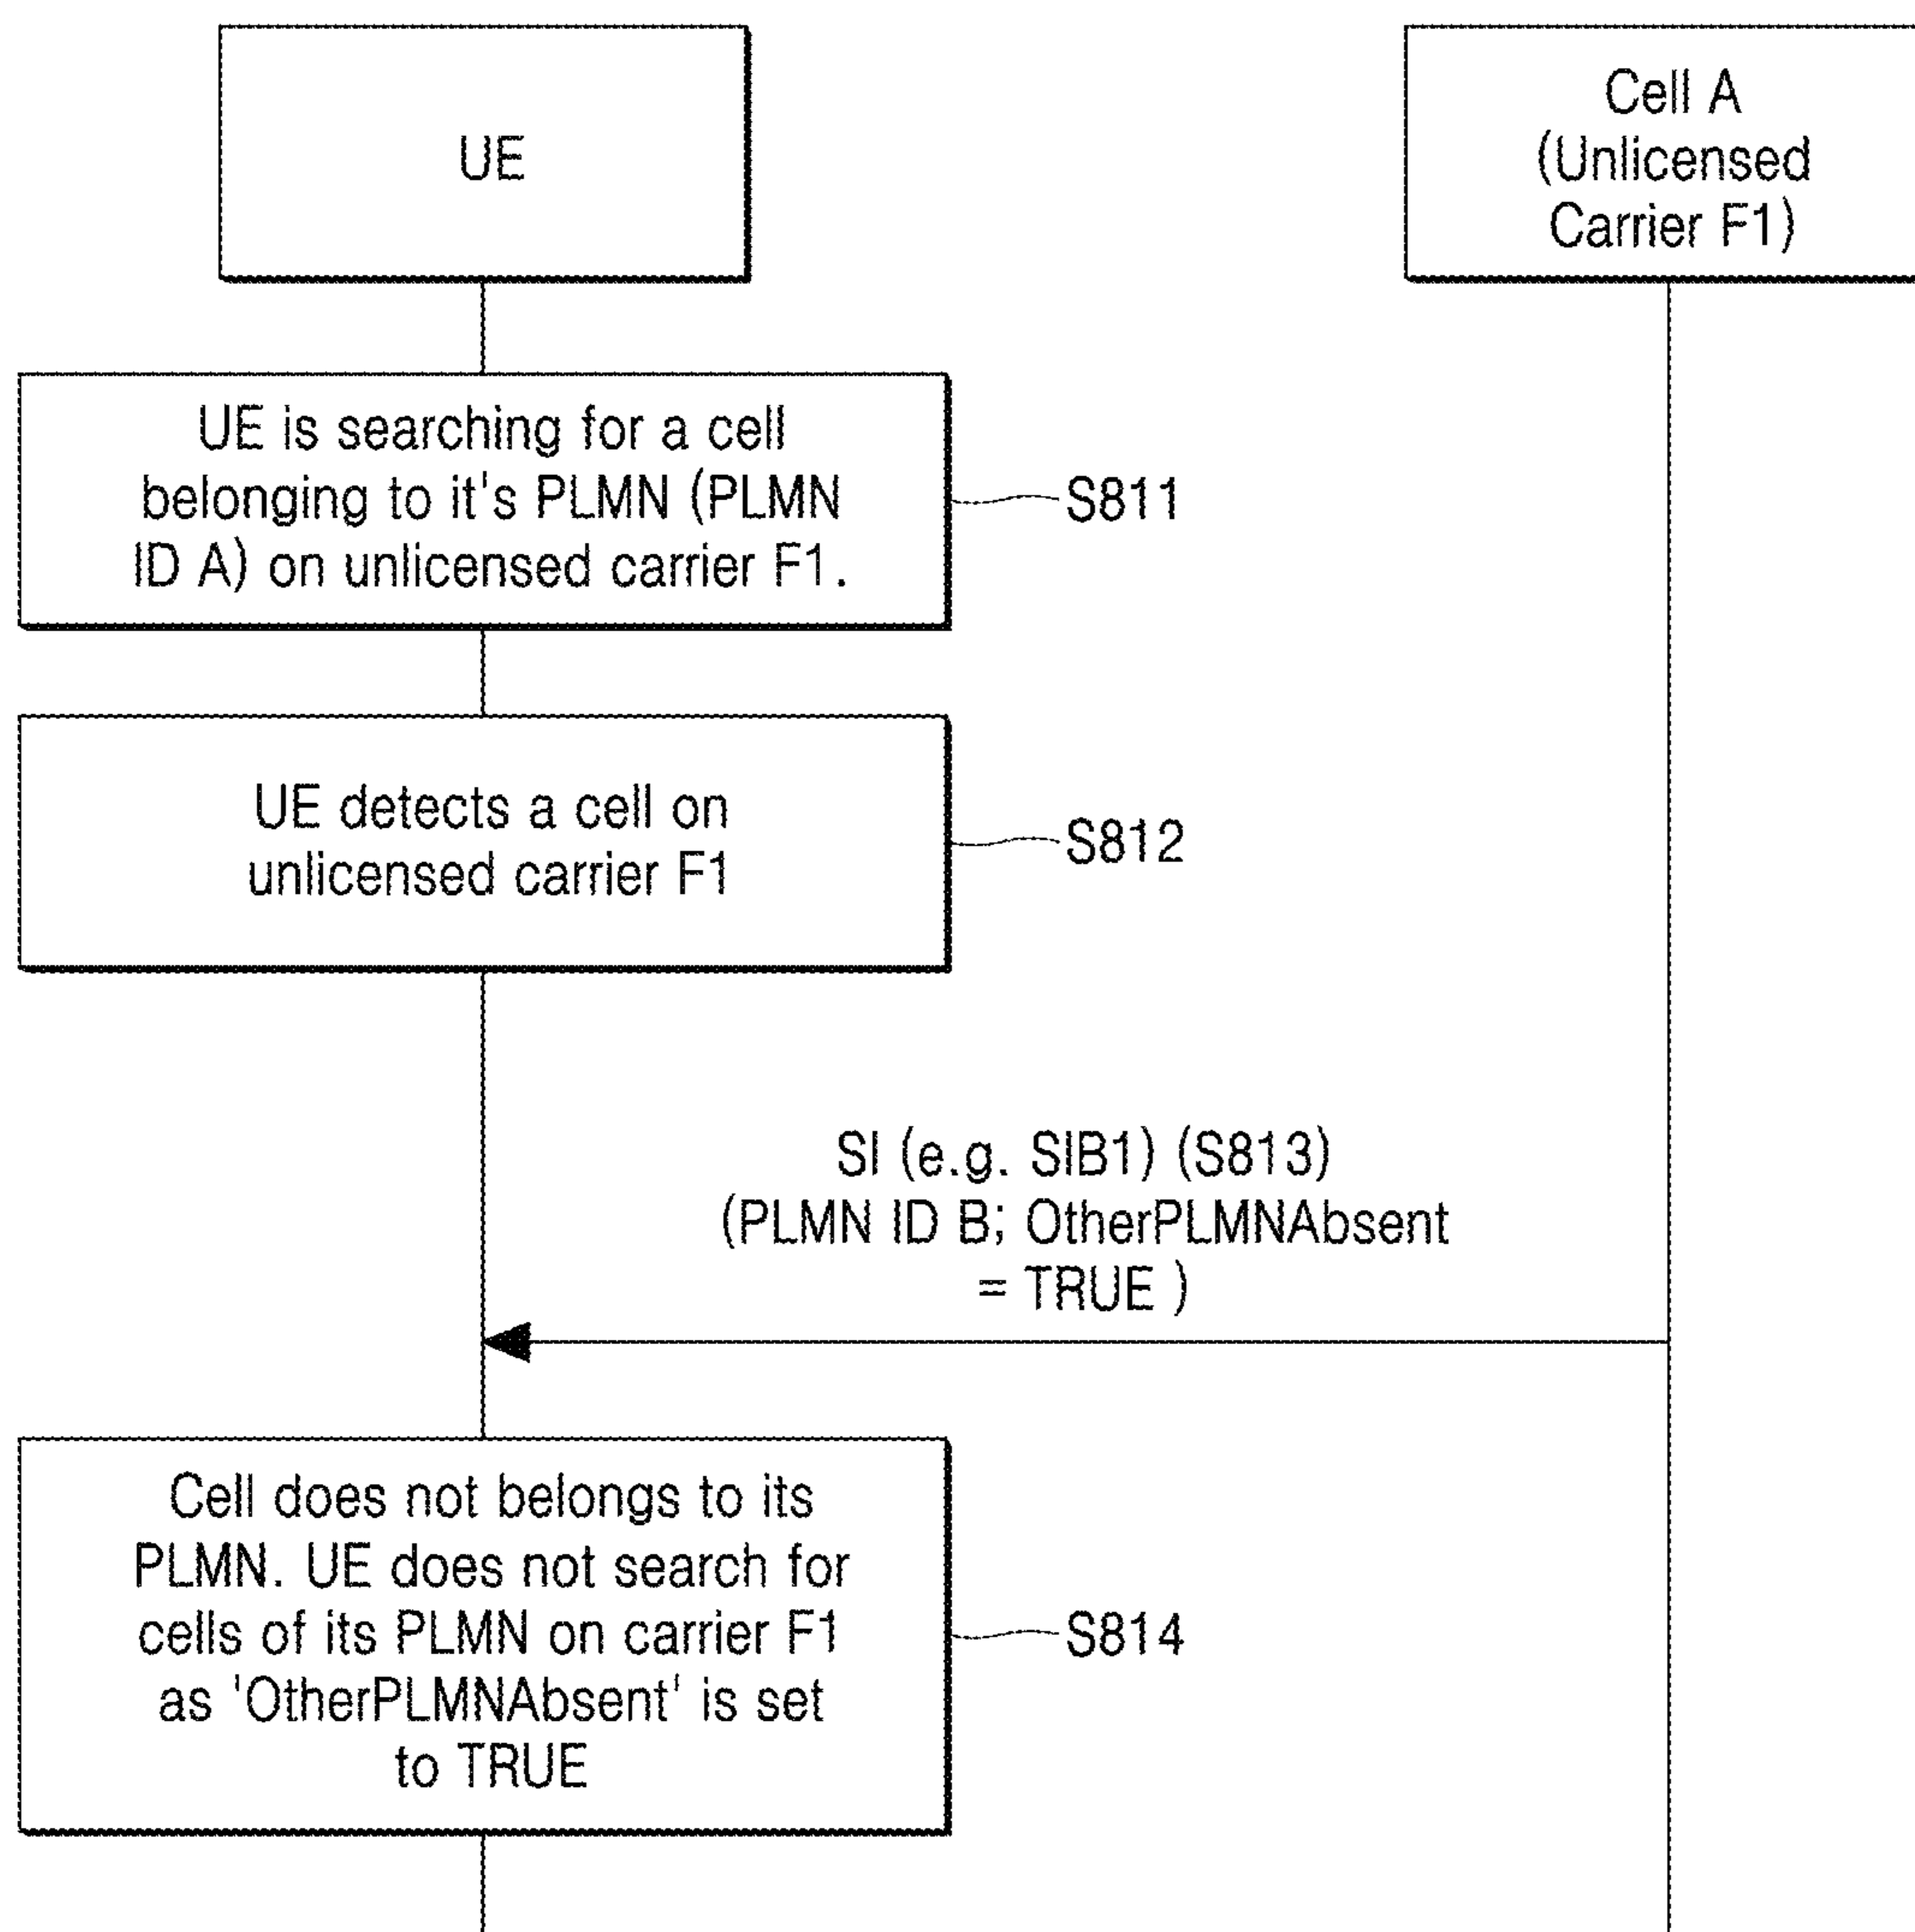 UE
Cell A
(Unlicensed
Carrier F1)
UE is searching for a cell
belonging to it's PLMN (PLMN
ID A) on unlicensed carrier F1.
S811
UE detects a cell on
unlicensed carrier F1
S812
SI (e.g. SIB1) (S813)
(PLMN ID B; OtherPLMNAbsent
= TRUE )
Cell does not belongs to its
PLMN. UE does not search for
cells of its PLMN on carrier F1
as 'OtherPLMNAbsent' is set
to TRUE
S814